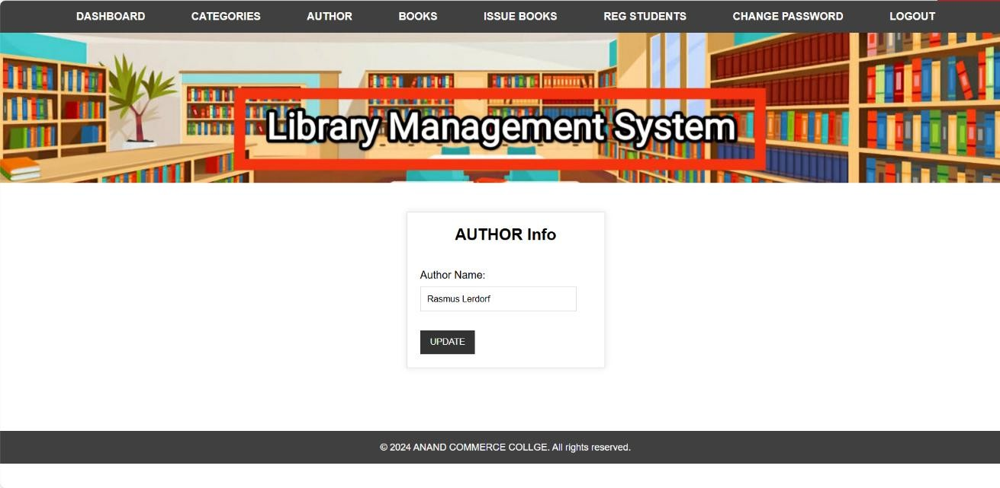 DASHBOARD CATEGORIES AUTHOR BOOKS ISSUE BOOKS REG STUDENTS CHANGE PASSWORD LOGOUT
Library Management System
AUTHOR Info
Author Name:
Rasmus Lerdorf
UPDATE
© 2024 ANAND COMMERCE COLLGE. All rights reserved.